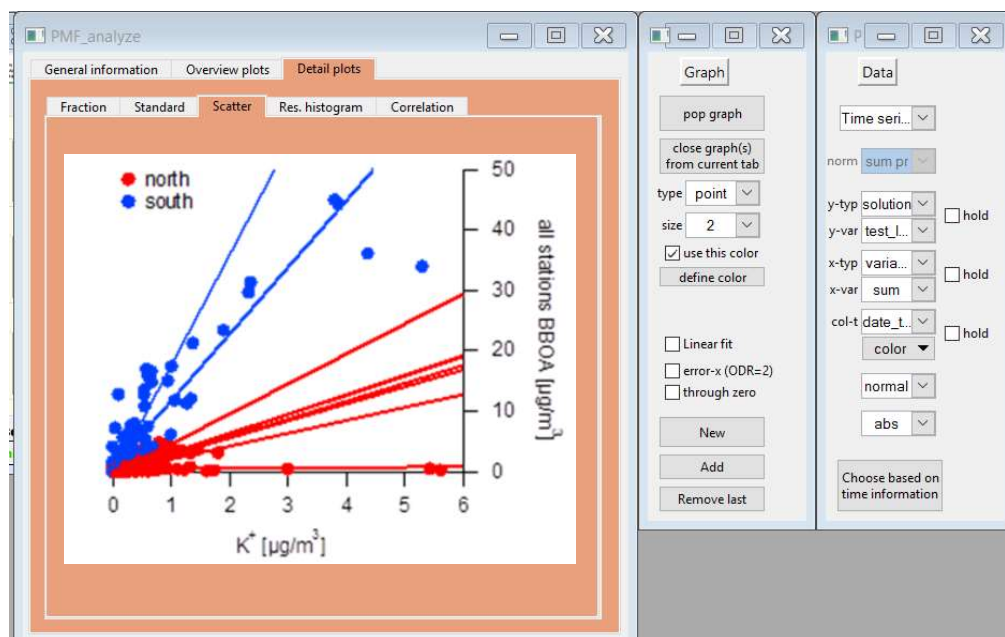 PMF_analyze
General information
Overview plots
Detail plots
Fraction
Standard
Scatter
Res. histogram
Correlation
north
south
50
40
30
20
10
0
all stations BBOA [µg/m³]
0 1 2 3 4 5 6
K⁺ [µg/m³]
Graph
pop graph
close graph(s)
from current tab
type point
size 2
use this color
define color
Linear fit
error-x (ODR=2)
through zero
New
Add
Remove last
P
Data
Time seri...
norm sum pr
y-typ solution
hold
y-var test_l...
x-typ varia...
hold
x-var sum
col-t date_t...
hold
color
normal
abs
Choose based on
time information